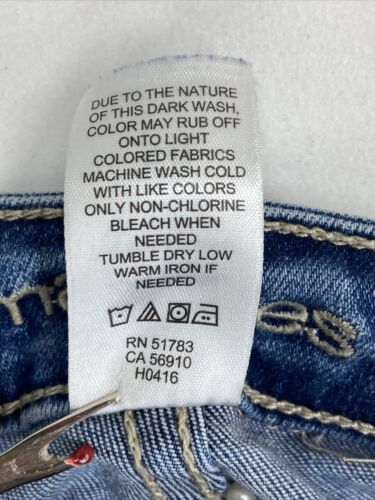 DUE TO THE NATURE
OF THIS DARK WASH,
COLOR MAY RUB OFF
ONTO LIGHT
COLORED FABRICS
MACHINE WASH COLD
WITH LIKE COLORS
ONLY NON-CHLORINE
BLEACH WHEN
NEEDED
TUMBLE DRY LOW
WARM IRON IF
NEEDED
RN 51783
CA 56910
H0416